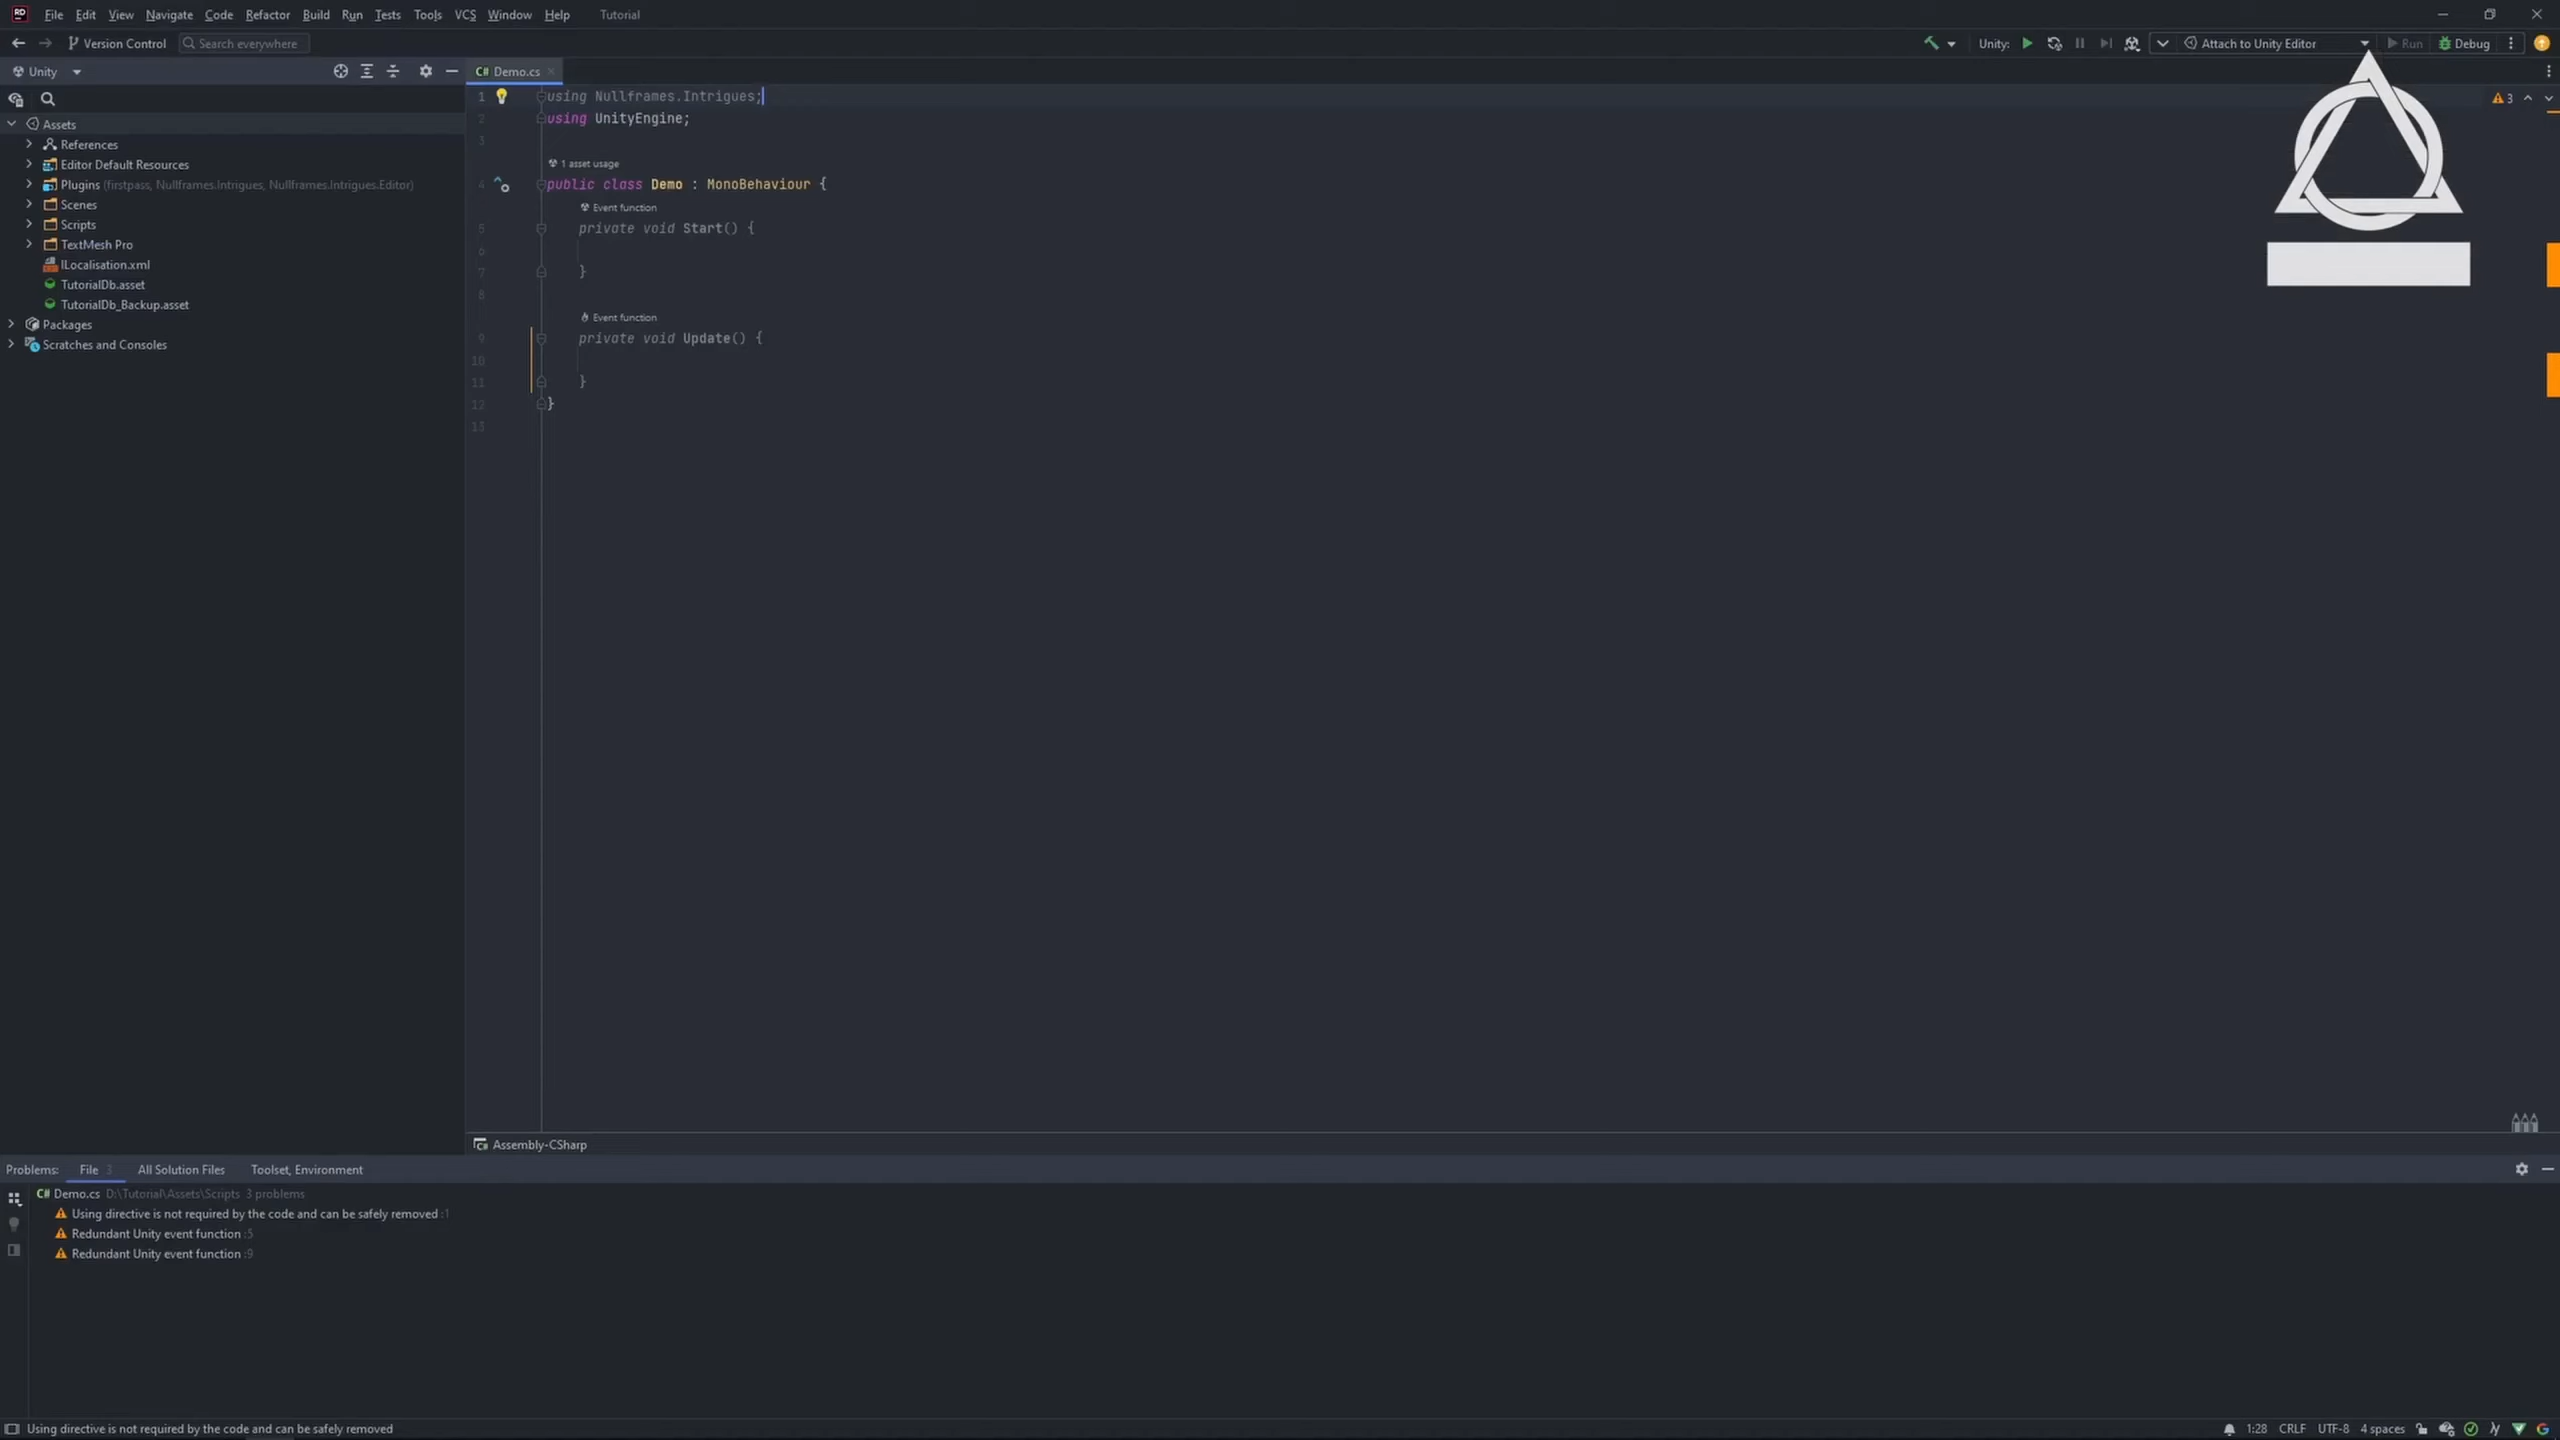 RD File Edit View Navigate Code Refactor Build Run Tests Tools VCS Window Help Tutorial
Version Control Search everywhere Unity: Attach to Unity Editor Run Debug
Unity
C# Demo.cs
Assets
References
Editor Default Resources
Plugins (firstpass, Nullframes.Intrigues, Nullframes.Intrigues.Editor)
Scenes
Scripts
TextMesh Pro
ILocalisation.xml
TutorialDb.asset
TutorialDb_Backup.asset
Packages
Scratches and Consoles
1 using Nullframes.Intrigues;
2 using UnityEngine;
3
1 asset usage
4 public class Demo : MonoBehaviour {
Event function
5 private void Start() {
6
7 }
8
Event function
9 private void Update() {
10
11 }
12 }
13
3
Assembly-CSharp
Problems: File 3 All Solution Files Toolset, Environment
C# Demo.cs D:\Tutorial\Assets\Scripts 3 problems
Using directive is not required by the code and can be safely removed :1
Redundant Unity event function :5
Redundant Unity event function :9
Using directive is not required by the code and can be safely removed 1:28 CRLF UTF-8 4 spaces